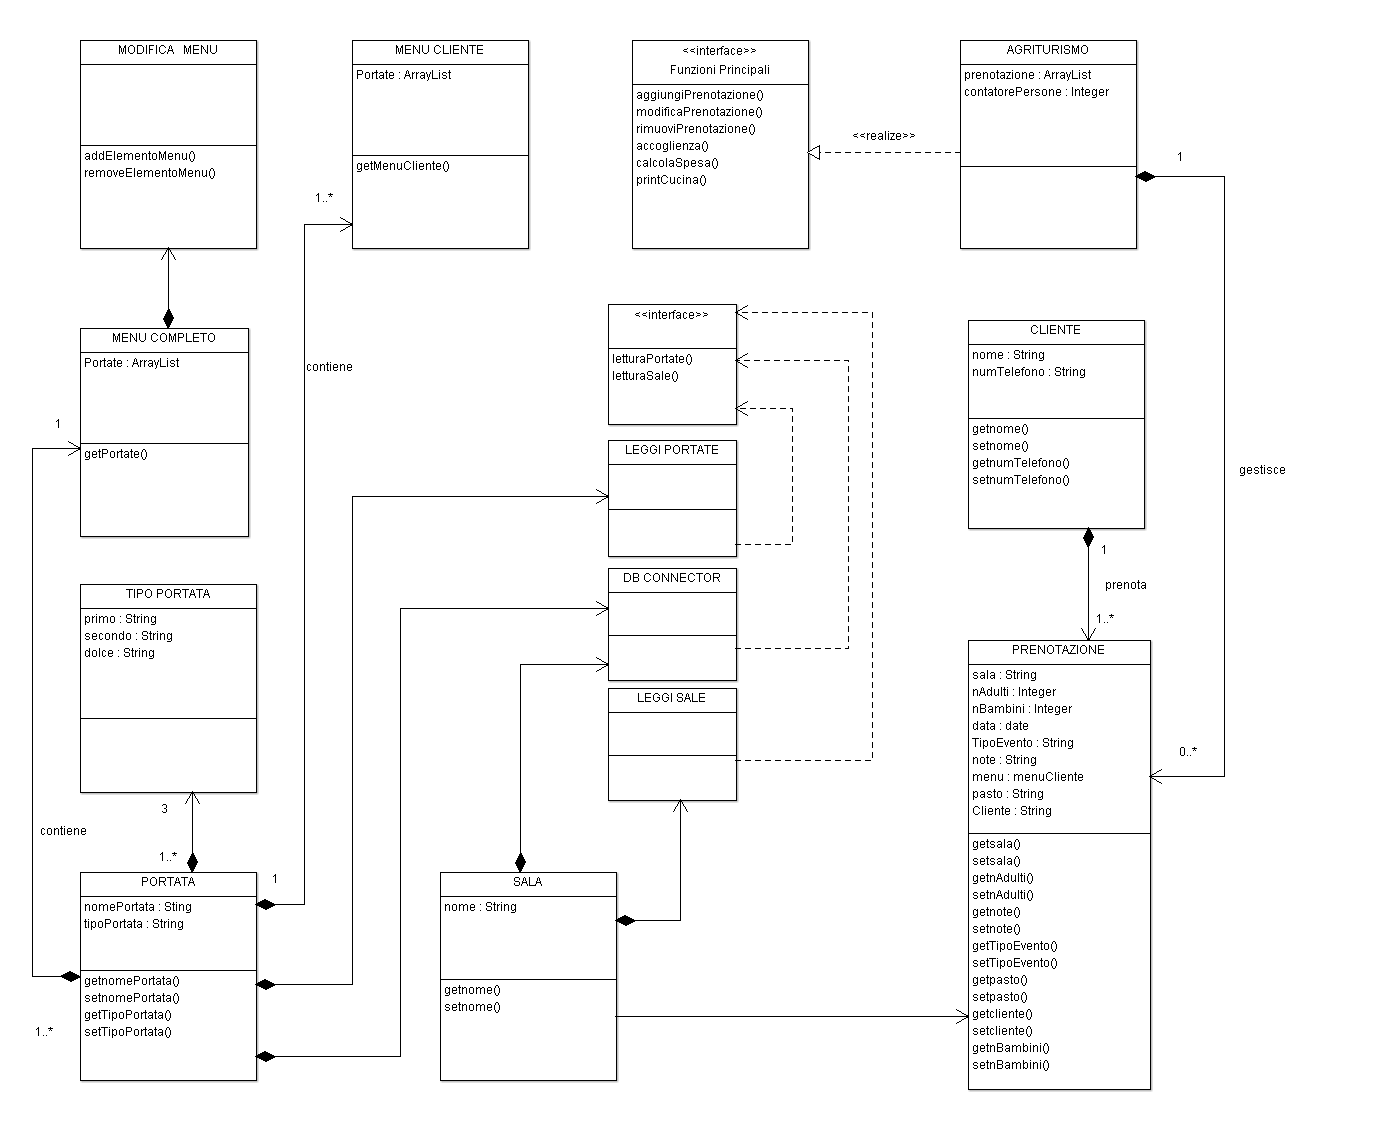 MODIFICA MENU
addElementoMenu()
removeElementoMenu()
MENU CLIENTE
Portate : ArrayList
getMenuCliente()
<<interface>>
Funzioni Principali
aggiungiPrenotazione()
modificaPrenotazione()
rimuoviPrenotazione()
accoglienza()
calcolaSpesa()
printCucina()
<<realize>>
AGRITURISMO
prenotazione : ArrayList
contatorePersone : Integer
1
1..*
contiene
gestisce
0..*
MENU COMPLETO
Portate : ArrayList
getPortate()
1
<<interface>>
letturaPortate()
letturaSale()
LEGGI PORTATE
DB CONNECTOR
LEGGI SALE
CLIENTE
nome : String
numTelefono : String
getnome()
setnome()
getnumTelefono()
setnumTelefono()
1
prenota
1..*
TIPO PORTATA
primo : String
secondo : String
dolce : String
3
contiene
1..*
1
PORTATA
nomePortata : Sting
tipoPortata : String
getnomePortata()
setnomePortata()
getTipoPortata()
setTipoPortata()
1..*
SALA
nome : String
getnome()
setnome()
PRENOTAZIONE
sala : String
nAdulti : Integer
nBambini : Integer
data : date
TipoEvento : String
note : String
menu : menuCliente
pasto : String
Cliente : String
getsala()
setsala()
getnAdulti()
setnAdulti()
getnote()
setnote()
getTipoEvento()
setTipoEvento()
getpasto()
setpasto()
getcliente()
setcliente()
getnBambini()
setnBambini()